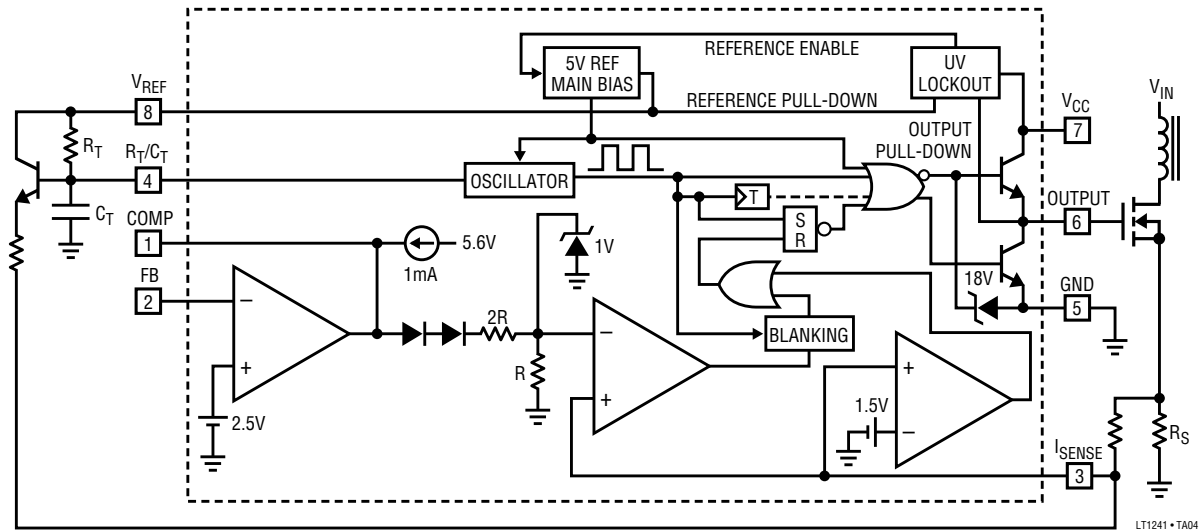 REFERENCE ENABLE
5V REF
MAIN BIAS
UV
LOCKOUT
V_REF
8
REFERENCE PULL-DOWN
V_IN
V_CC
7
R_T
R_T/C_T
4
OSCILLATOR
OUTPUT
PULL-DOWN
T
OUTPUT
6
C_T
COMP
1
1mA
5.6V
1V
S
R
FB
2
–
+
2.5V
2R
R
–
+
BLANKING
18V
GND
5
+
–
1.5V
I_SENSE
3
R_S
LT1241 • TA04